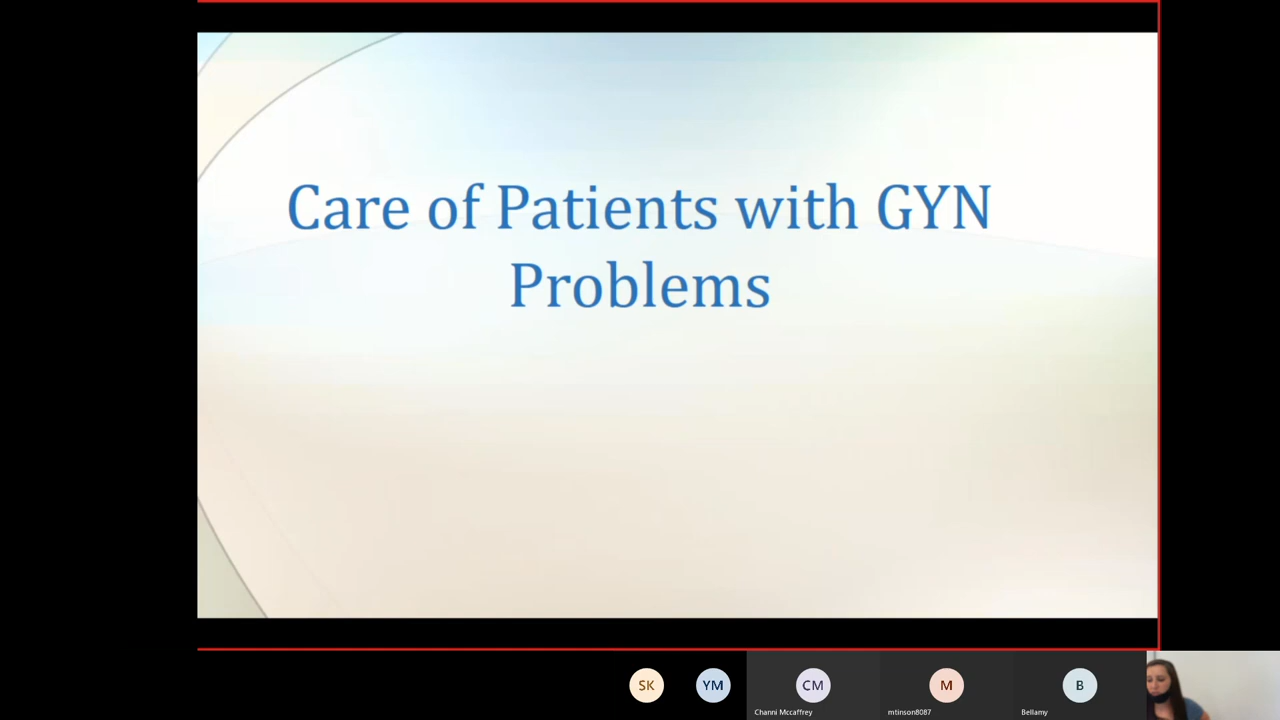 Care of Patients with GYN
Problems
SK
YM
CM
M
B
Channi Mccaffrey
mtinson8087
Bellamy